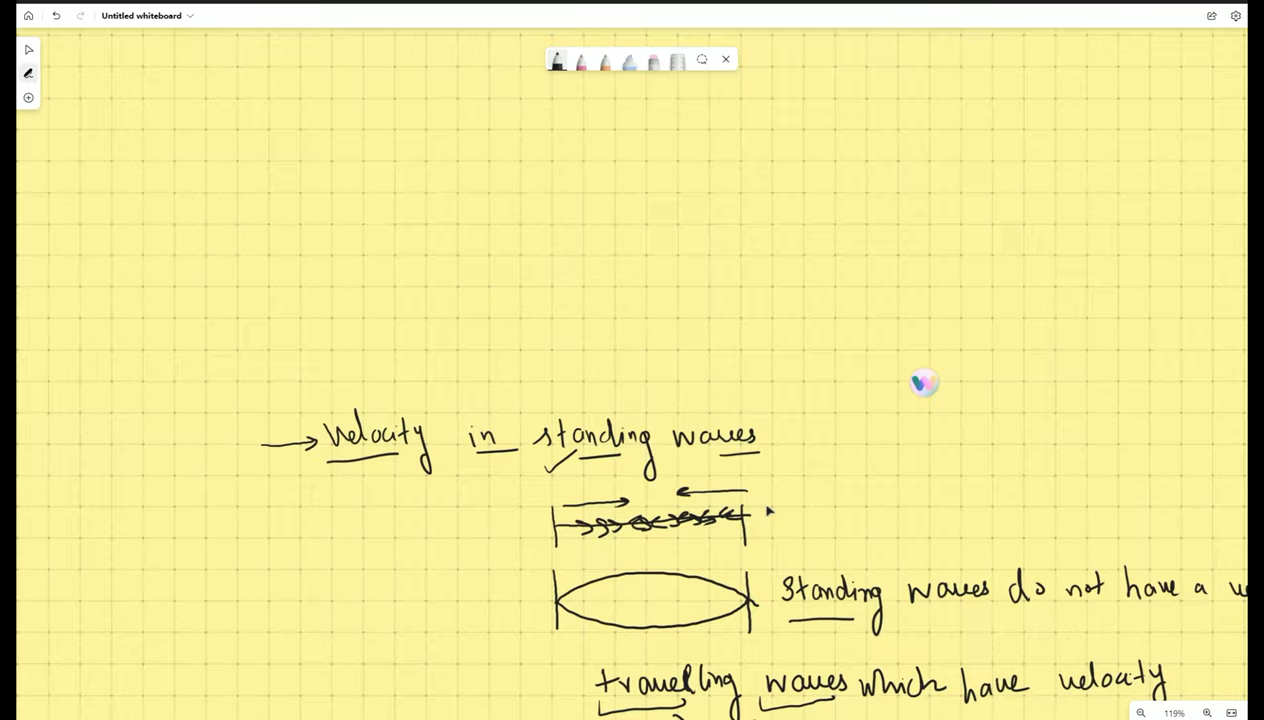 Untitled whiteboard
→ Velocity in standing waves
Standing waves do not have a
travelling waves which have velocity
119%